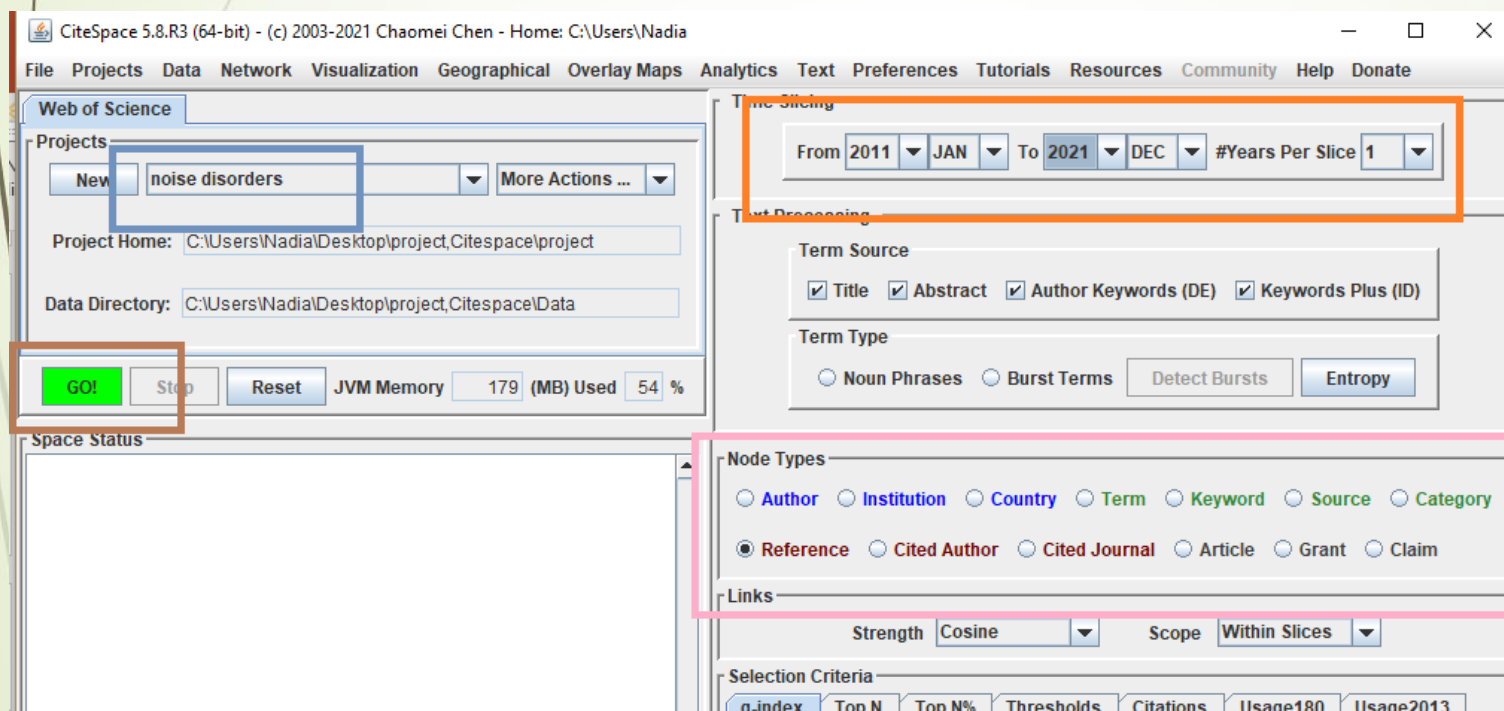 CiteSpace 5.8.R3 (64-bit) - (c) 2003-2021 Chaomei Chen - Home: C:\Users\Nadia
File Projects Data Network Visualization Geographical Overlay Maps Analytics Text Preferences Tutorials Resources Community Help Donate
Web of Science
Projects
New noise disorders More Actions ...
Project Home: C:\Users\Nadia\Desktop\project,Citespace\project
Data Directory: C:\Users\Nadia\Desktop\project,Citespace\Data
GO! Stop Reset JVM Memory 179 (MB) Used 54 %
Space Status
Time Slicing
From 2011 JAN To 2021 DEC #Years Per Slice 1
Text Processing
Term Source
Title Abstract Author Keywords (DE) Keywords Plus (ID)
Term Type
Noun Phrases Burst Terms Detect Bursts Entropy
Node Types
Author Institution Country Term Keyword Source Category
Reference Cited Author Cited Journal Article Grant Claim
Links
Strength Cosine Scope Within Slices
Selection Criteria
g-index Top N Top N% Thresholds Citations Usage180 Usage2013